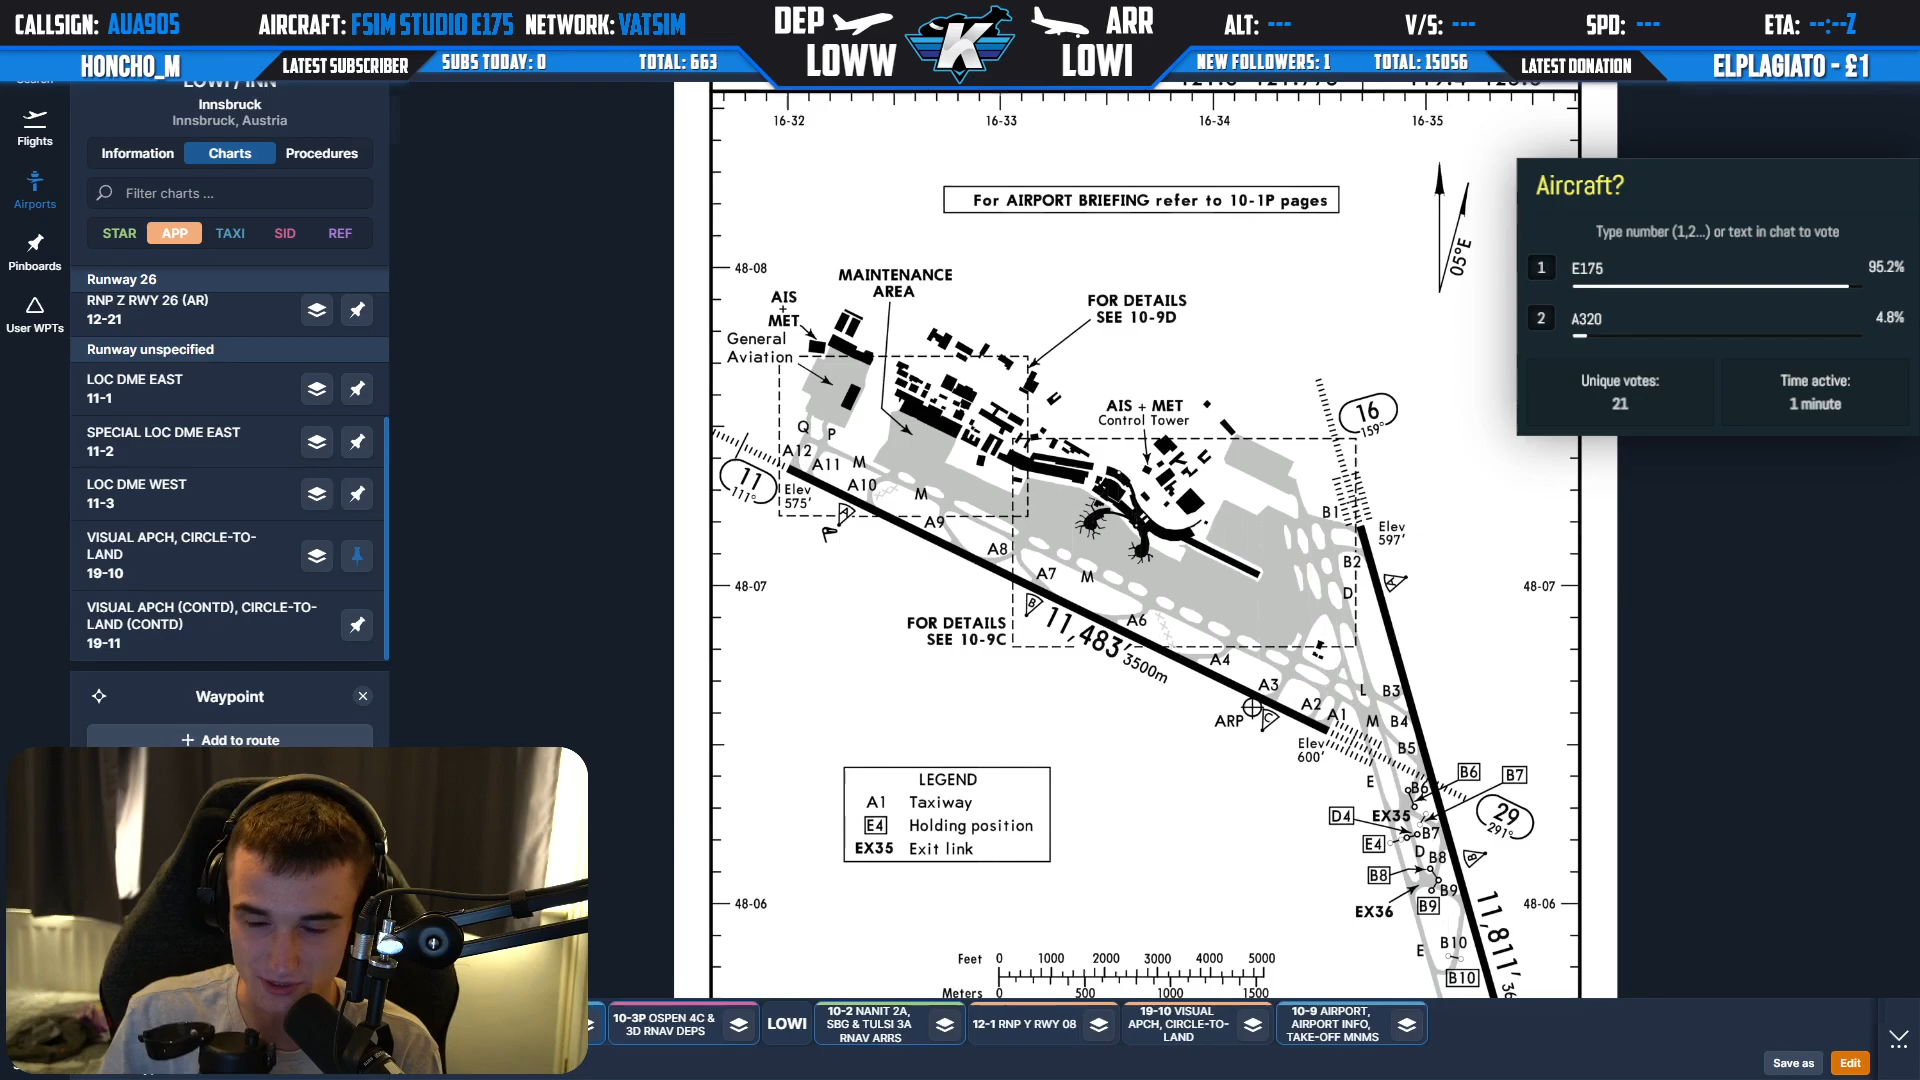 CALLSIGN: AUA905
AIRCRAFT: FSIM STUDIO E175 NETWORK: VATSIM
DEP
LOWW
K
ARR
LOWI
ALT: ---
V/S: ---
SPD: ---
ETA: --:--Z
HONCHO_M
LATEST SUBSCRIBER
SUBS TODAY: 0
TOTAL: 663
NEW FOLLOWERS: 1
TOTAL: 15056
LATEST DONATION
ELPLAGIATO - £1
Flights
Airports
Pinboards
User WPTs
LOWI / INN
Innsbruck
Innsbruck, Austria
Information
Charts
Procedures
Filter charts ...
STAR
APP
TAXI
SID
REF
Runway 26
RNP Z RWY 26 (AR)
12-21
Runway unspecified
LOC DME EAST
11-1
SPECIAL LOC DME EAST
11-2
LOC DME WEST
11-3
VISUAL APCH, CIRCLE-TO-
LAND
19-10
VISUAL APCH (CONTD), CIRCLE-TO-
LAND (CONTD)
19-11
Waypoint
+ Add to route
16-32
16-33
16-34
16-35
For AIRPORT BRIEFING refer to 10-1P pages
05°E
48-08
MAINTENANCE
AREA
AIS
+
MET
General
Aviation
FOR DETAILS
SEE 10-9D
AIS + MET
Control Tower
16
159°
Q
P
A12
A11
M
A10
M
11
111°
Elev
575'
A
A9
A8
A7
M
B1
Elev
597'
B2
D
A
48-07
48-07
B
FOR DETAILS
SEE 10-9C
11,483'
3500m
A6
A4
A3
A2
A1
ARP
C
L
B3
M
B4
B5
Elev
600'
E
B6
B6
B7
29
291°
D4
EX35
B7
E4
D
B8
B
B8
B9
B9
EX36
48-06
48-06
11,811'
E
B10
B10
LEGEND
A1 Taxiway
E4 Holding position
EX35 Exit link
Feet 0 1000 2000 3000 4000 5000
Meters 0 500 1000 1500
Aircraft?
Type number (1,2...) or text in chat to vote
1 E175 95.2%
2 A320 4.8%
Unique votes:
21
Time active:
1 minute
10-3P OSPEN 4C &
3D RNAV DEPS
LOWI
10-2 NANIT 2A,
SBG & TULSI 3A
RNAV ARRS
12-1 RNP Y RWY 08
19-10 VISUAL
APCH, CIRCLE-TO-
LAND
10-9 AIRPORT,
AIRPORT INFO,
TAKE-OFF MNMS
Save as
Edit